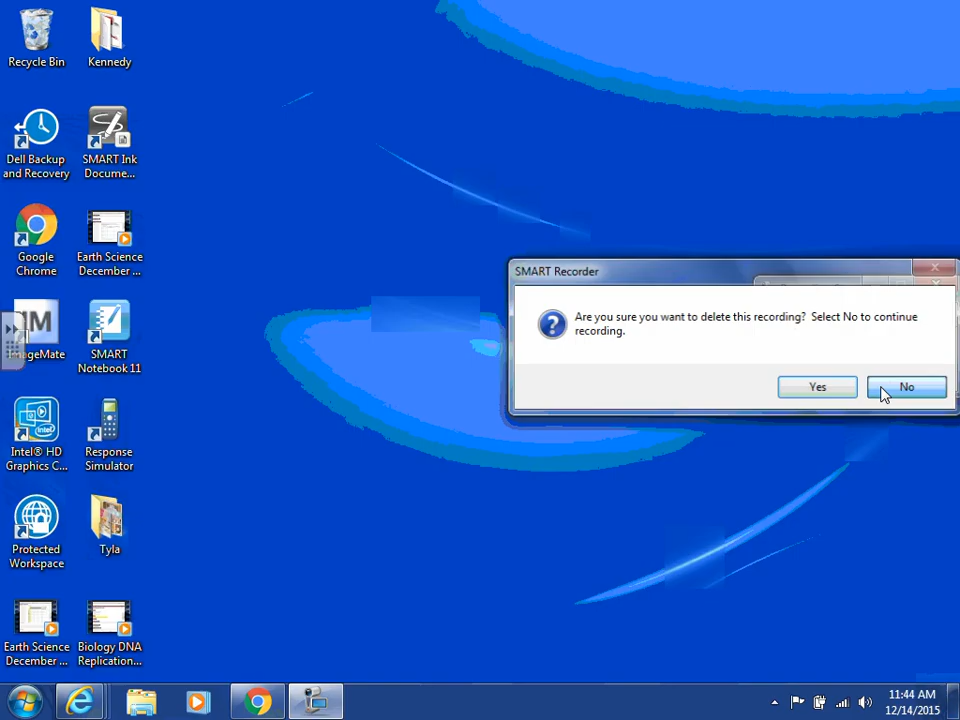 Recycle Bin
Kennedy
Dell Backup
and Recovery
SMART Ink
Docume...
Google
Chrome
Earth Science
December ...
ImageMate
SMART
Notebook 11
Intel® HD
Graphics C...
Response
Simulator
Protected
Workspace
Tyla
Earth Science
December ...
Biology DNA
Replication...
SMART Recorder
Are you sure you want to delete this recording? Select No to continue
recording.
Yes
No
11:44 AM
12/14/2015